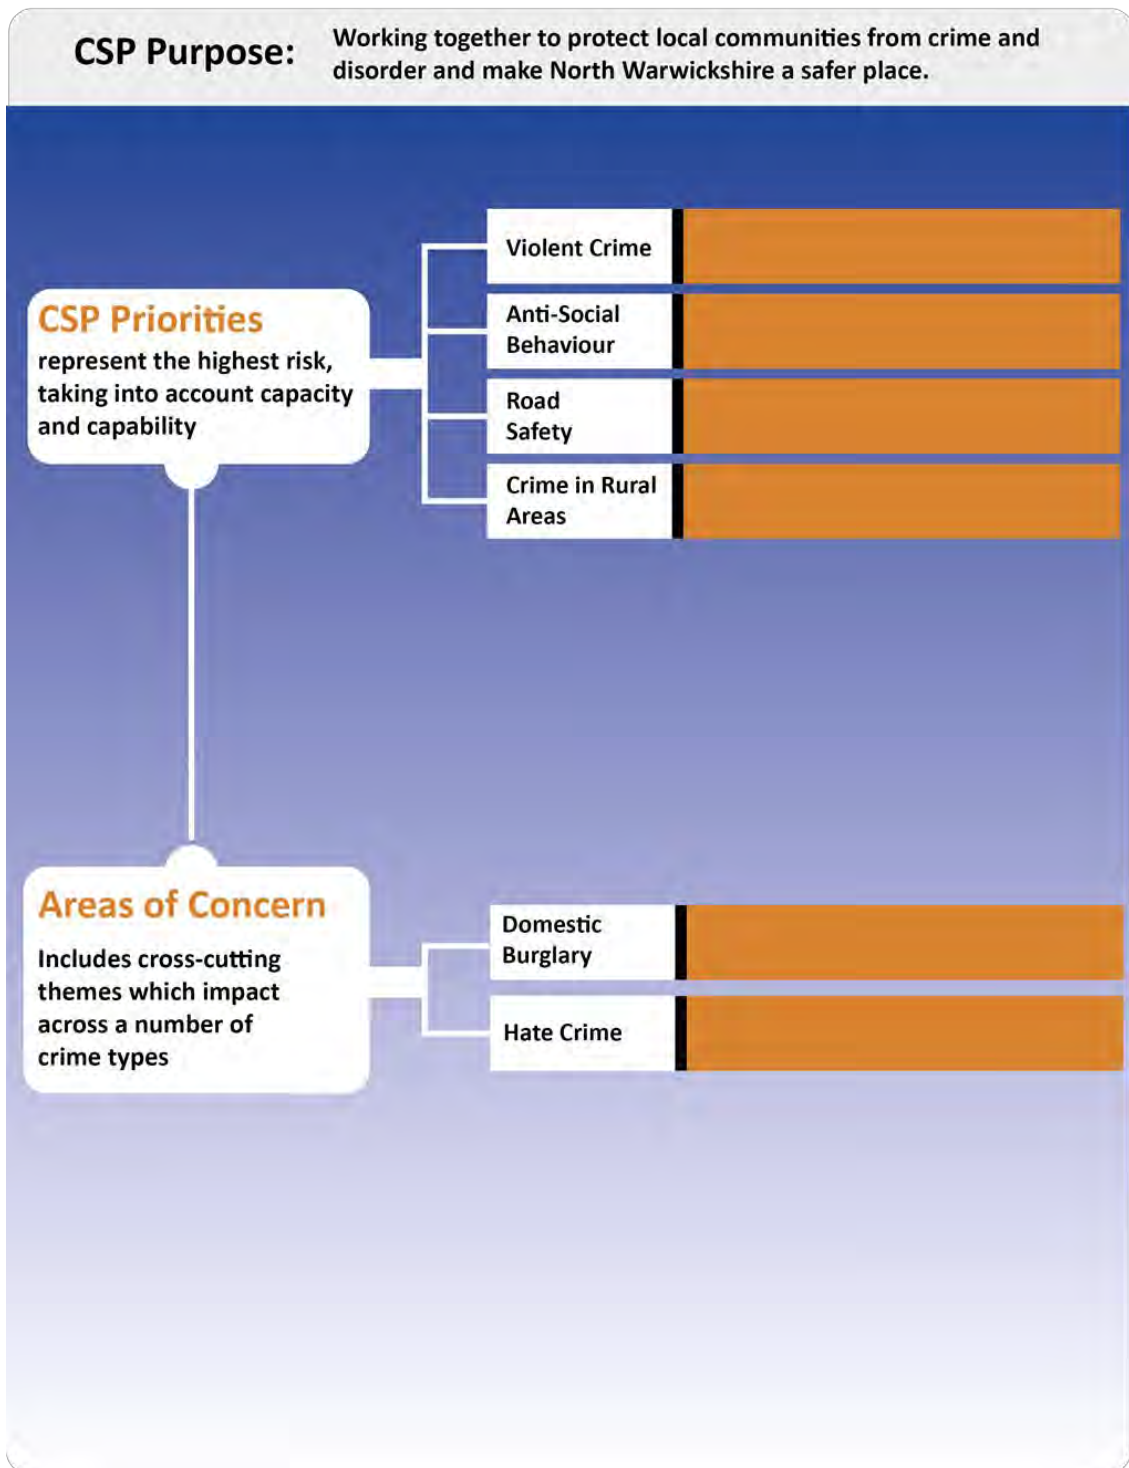 CSP Purpose:
Working together to protect local communities from crime and
disorder and make North Warwickshire a safer place.
CSP Priorities
represent the highest risk,
taking into account capacity
and capability
Violent Crime
Anti-Social
Behaviour
Road
Safety
Crime in Rural
Areas
Areas of Concern
Includes cross-cutting
themes which impact
across a number of
crime types
Domestic
Burglary
Hate Crime